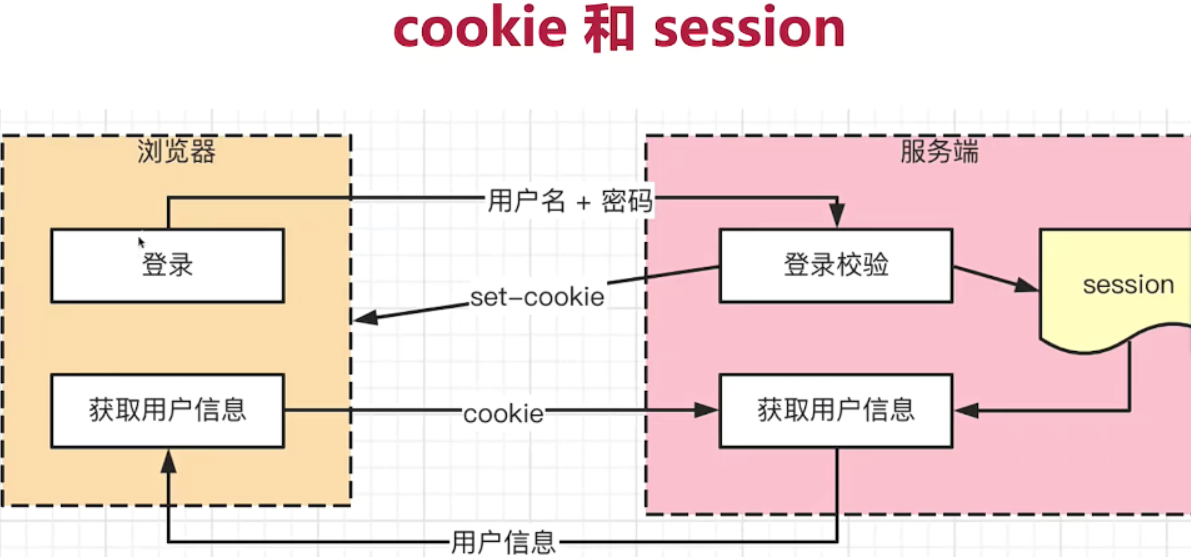 cookie 和 session
浏览器
服务端
用户名 + 密码
登录
登录校验
session
set-cookie
获取用户信息
cookie
获取用户信息
用户信息